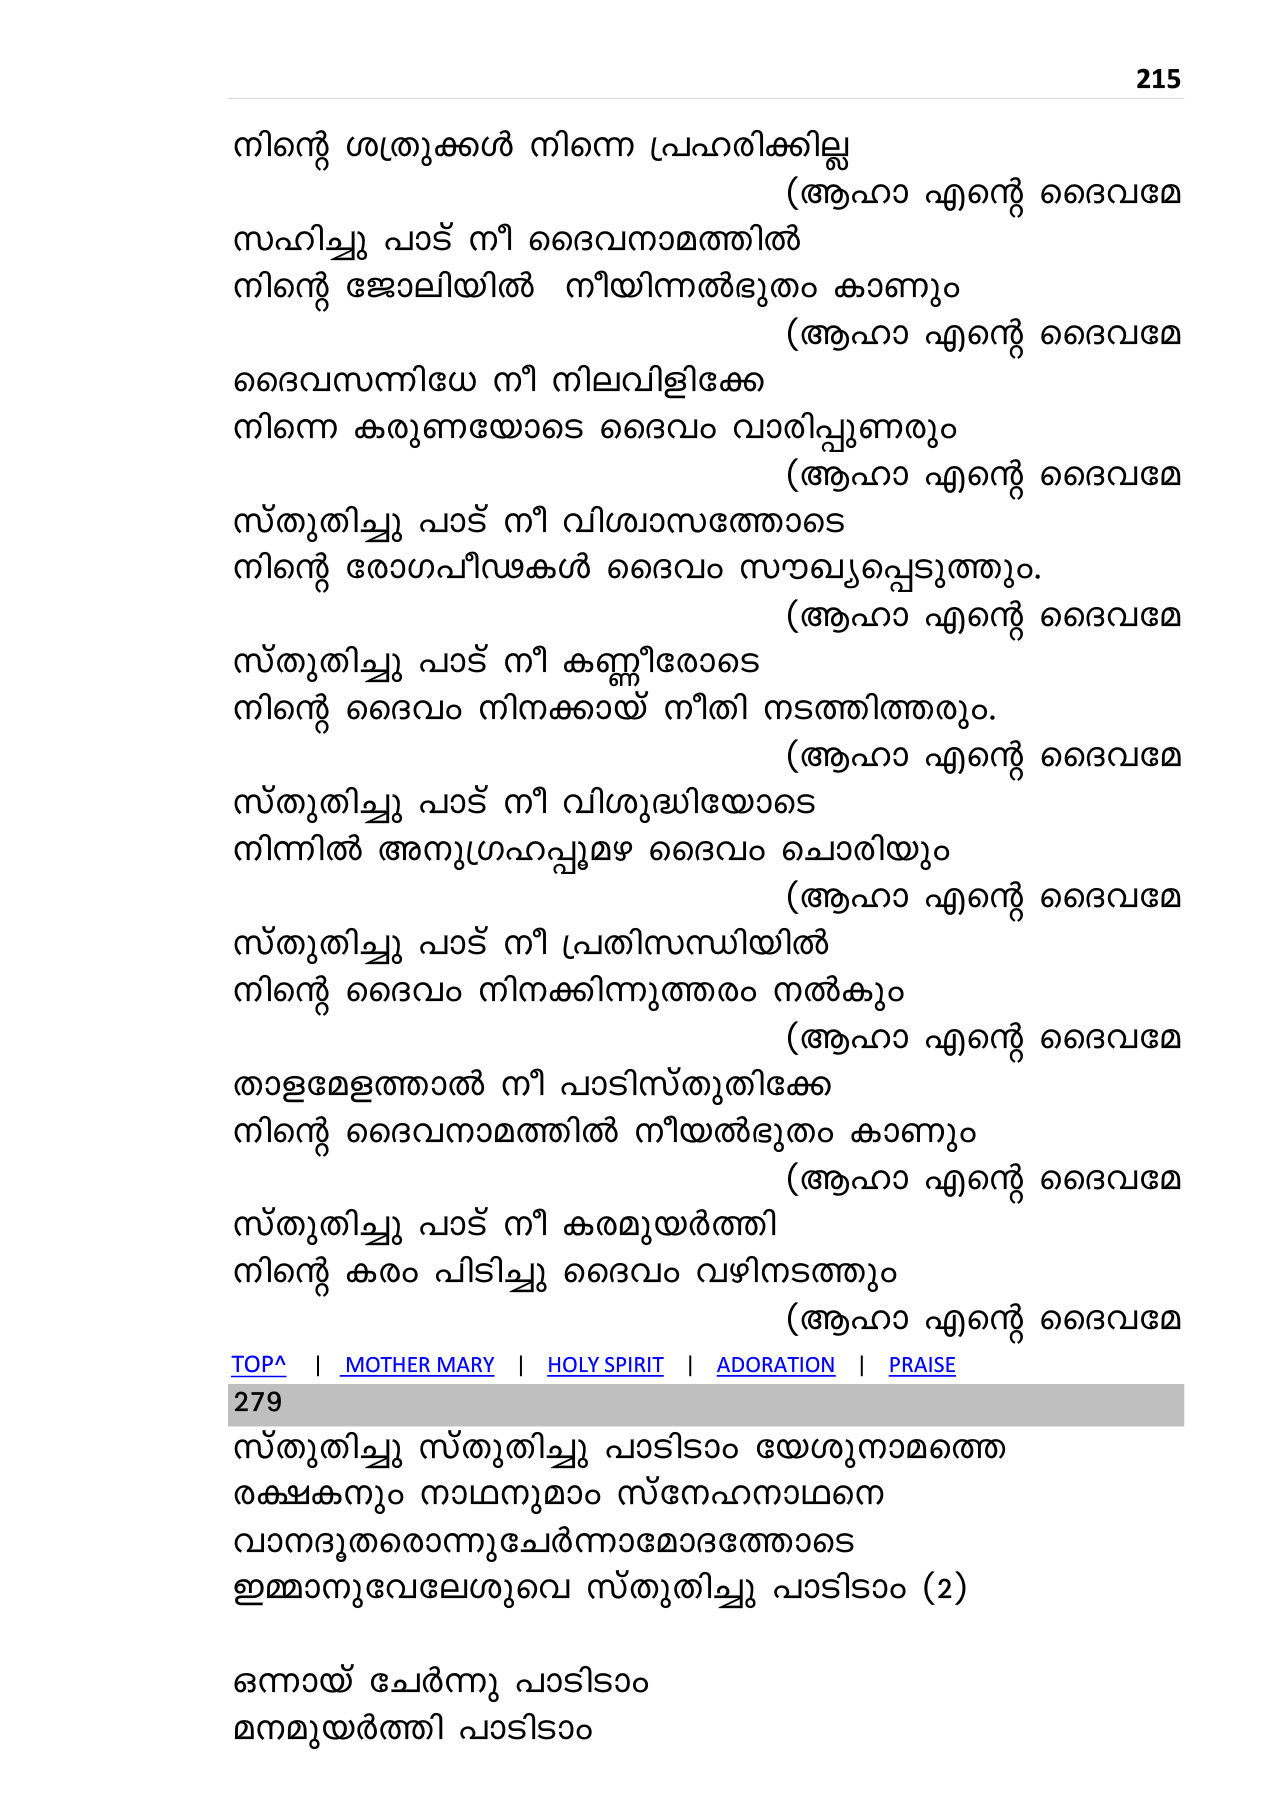 215
നിന്റെ ശത്രുക്കൾ നിന്നെ പ്രഹരിക്കില്ല
(ആഹാ എന്റെ ദൈവമേ
സഹിച്ചു പാട് നീ ദൈവനാമത്തിൽ
നിന്റെ ജോലിയിൽ നീയിന്നൽഭുതം കാണും
(ആഹാ എന്റെ ദൈവമേ
ദൈവസന്നിധേ നീ നിലവിളിക്കേ
നിന്നെ കരുണയോടെ ദൈവം വാരിപ്പുണരും
(ആഹാ എന്റെ ദൈവമേ
സ്തുതിച്ചു പാട് നീ വിശ്വാസത്തോടെ
നിന്റെ രോഗപീഢകൾ ദൈവം സൗഖ്യപ്പെടുത്തും.
(ആഹാ എന്റെ ദൈവമേ
സ്തുതിച്ചു പാട് നീ കണ്ണീരോടെ
നിന്റെ ദൈവം നിനക്കായ് നീതി നടത്തിത്തരും.
(ആഹാ എന്റെ ദൈവമേ
സ്തുതിച്ചു പാട് നീ വിശുദ്ധിയോടെ
നിന്നിൽ അനുഗ്രഹപ്പൂമഴ ദൈവം ചൊരിയും
(ആഹാ എന്റെ ദൈവമേ
സ്തുതിച്ചു പാട് നീ പ്രതിസന്ധിയിൽ
നിന്റെ ദൈവം നിനക്കിന്നുത്തരം നൽകും
(ആഹാ എന്റെ ദൈവമേ
താളമേളത്താൽ നീ പാടിസ്തുതിക്കേ
നിന്റെ ദൈവനാമത്തിൽ നീയൽഭുതം കാണും
(ആഹാ എന്റെ ദൈവമേ
സ്തുതിച്ചു പാട് നീ കരമുയർത്തി
നിന്റെ കരം പിടിച്ചു ദൈവം വഴിനടത്തും
(ആഹാ എന്റെ ദൈവമേ
TOP^ | MOTHER MARY | HOLY SPIRIT | ADORATION | PRAISE
279
സ്തുതിച്ചു സ്തുതിച്ചു പാടിടാം യേശുനാമത്തെ
രക്ഷകനും നാഥനുമാം സ്നേഹനാഥനെ
വാനദൂതരൊന്നുചേർന്നാമോദത്തോടെ
ഇമ്മാനുവേലേശുവെ സ്തുതിച്ചു പാടിടാം (2)
ഒന്നായ് ചേർന്നു പാടിടാം
മനമുയർത്തി പാടിടാം